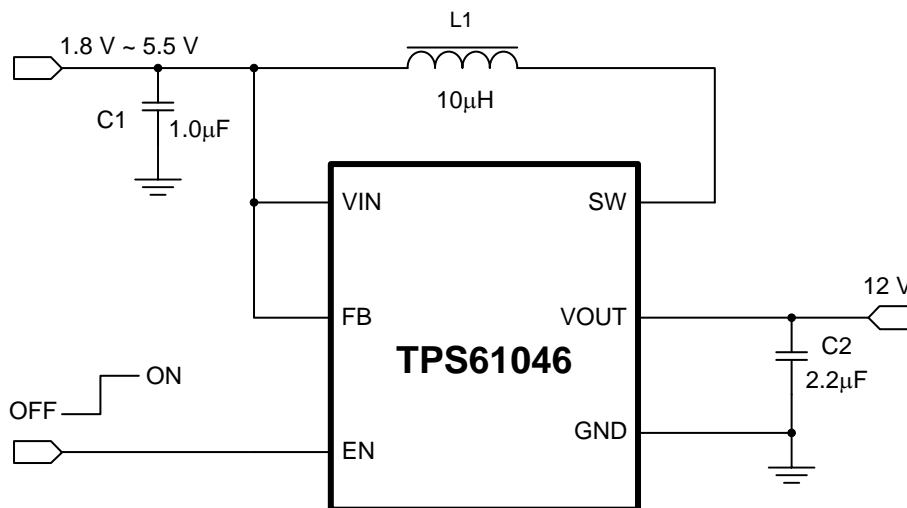 L1
1.8 V ~ 5.5 V
10μH
C1
1.0μF
VIN
SW
12 V
FB
VOUT
TPS61046
C2
2.2μF
ON
OFF
GND
EN